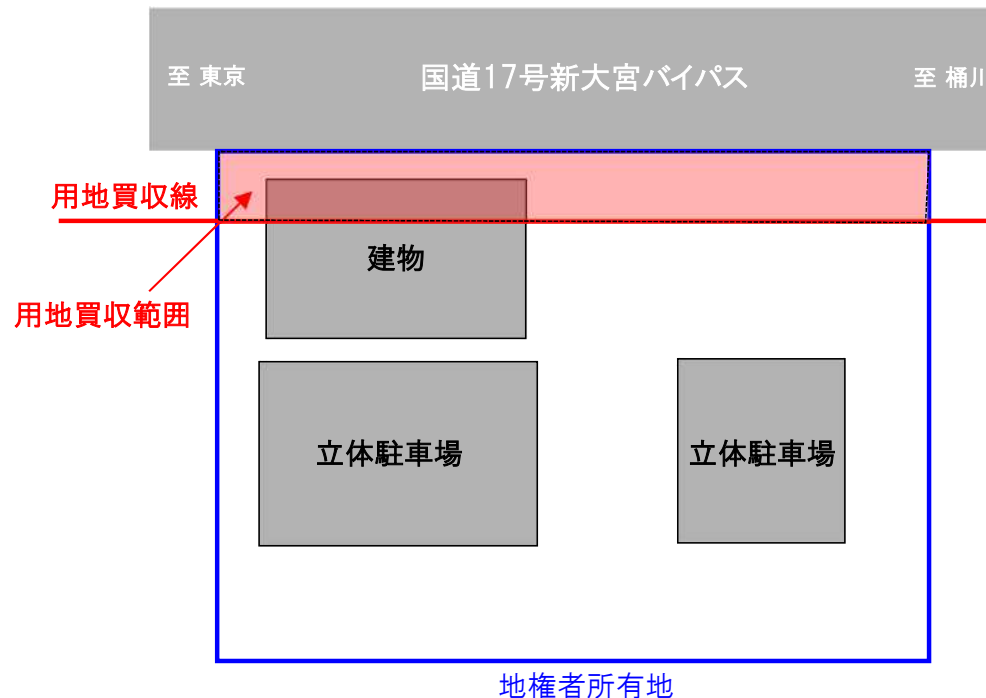 至 東京
国道17号新大宮バイパス
至 桶川
用地買収線
建物
用地買収範囲
立体駐車場
立体駐車場
地権者所有地